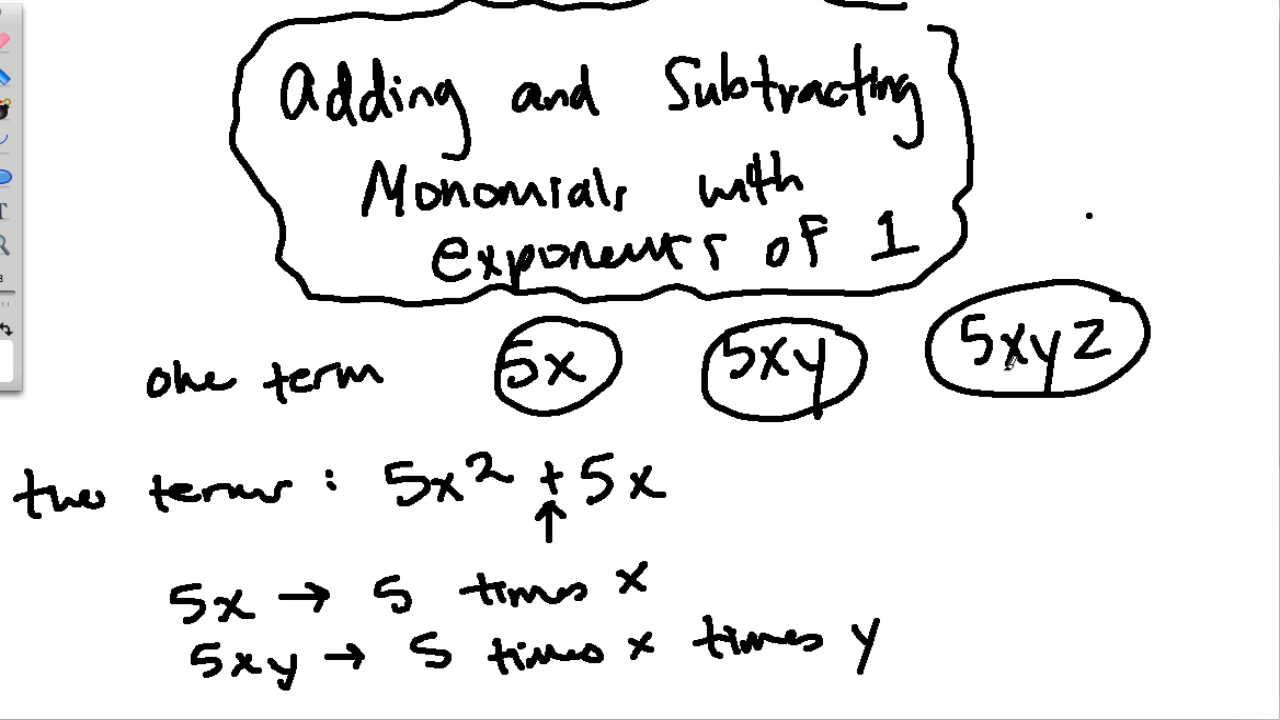 Adding and Subtracting
Monomials with
exponents of 1
one term 5x 5xy 5xyz
two terms : 5x² + 5x
↑
5x → 5 times x
5xy → 5 times x times y